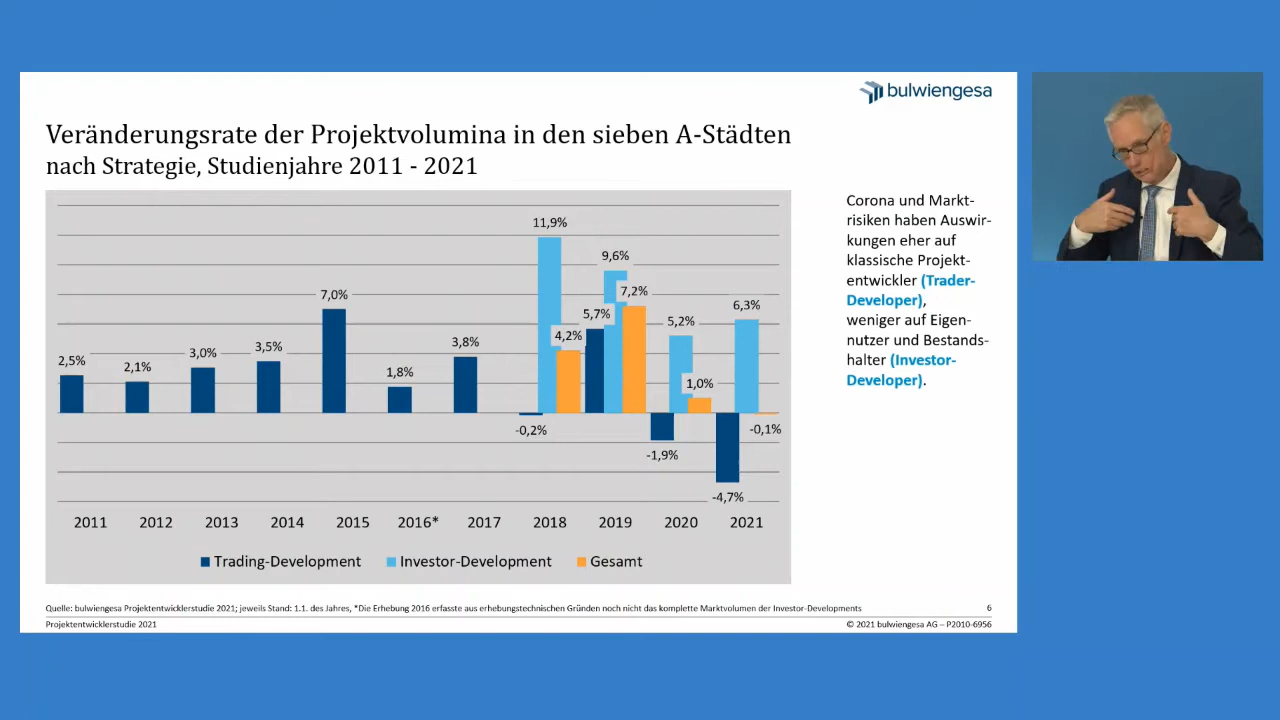 bulwiengesa
Veränderungsrate der Projektvolumina in den sieben A-Städten
nach Strategie, Studienjahre 2011 - 2021
11,9%
9,6%
7,0%
7,2%
6,3%
5,7%
5,2%
4,2%
3,8%
3,5%
3,0%
2,5%
2,1%
1,8%
1,0%
-0,2%
-0,1%
-1,9%
-4,7%
2011 2012 2013 2014 2015 2016* 2017 2018 2019 2020 2021
Trading-Development Investor-Development Gesamt
Corona und Markt-
risiken haben Auswir-
kungen eher auf
klassische Projekt-
entwickler (Trader-
Developer),
weniger auf Eigen-
nutzer und Bestands-
halter (Investor-
Developer).
Quelle: bulwiengesa Projektentwicklerstudie 2021; jeweils Stand: 1.1. des Jahres, *Die Erhebung 2016 erfasste aus erhebungstechnischen Gründen noch nicht das komplette Marktvolumen der Investor-Developments
6
Projektentwicklerstudie 2021
© 2021 bulwiengesa AG – P2010-6956